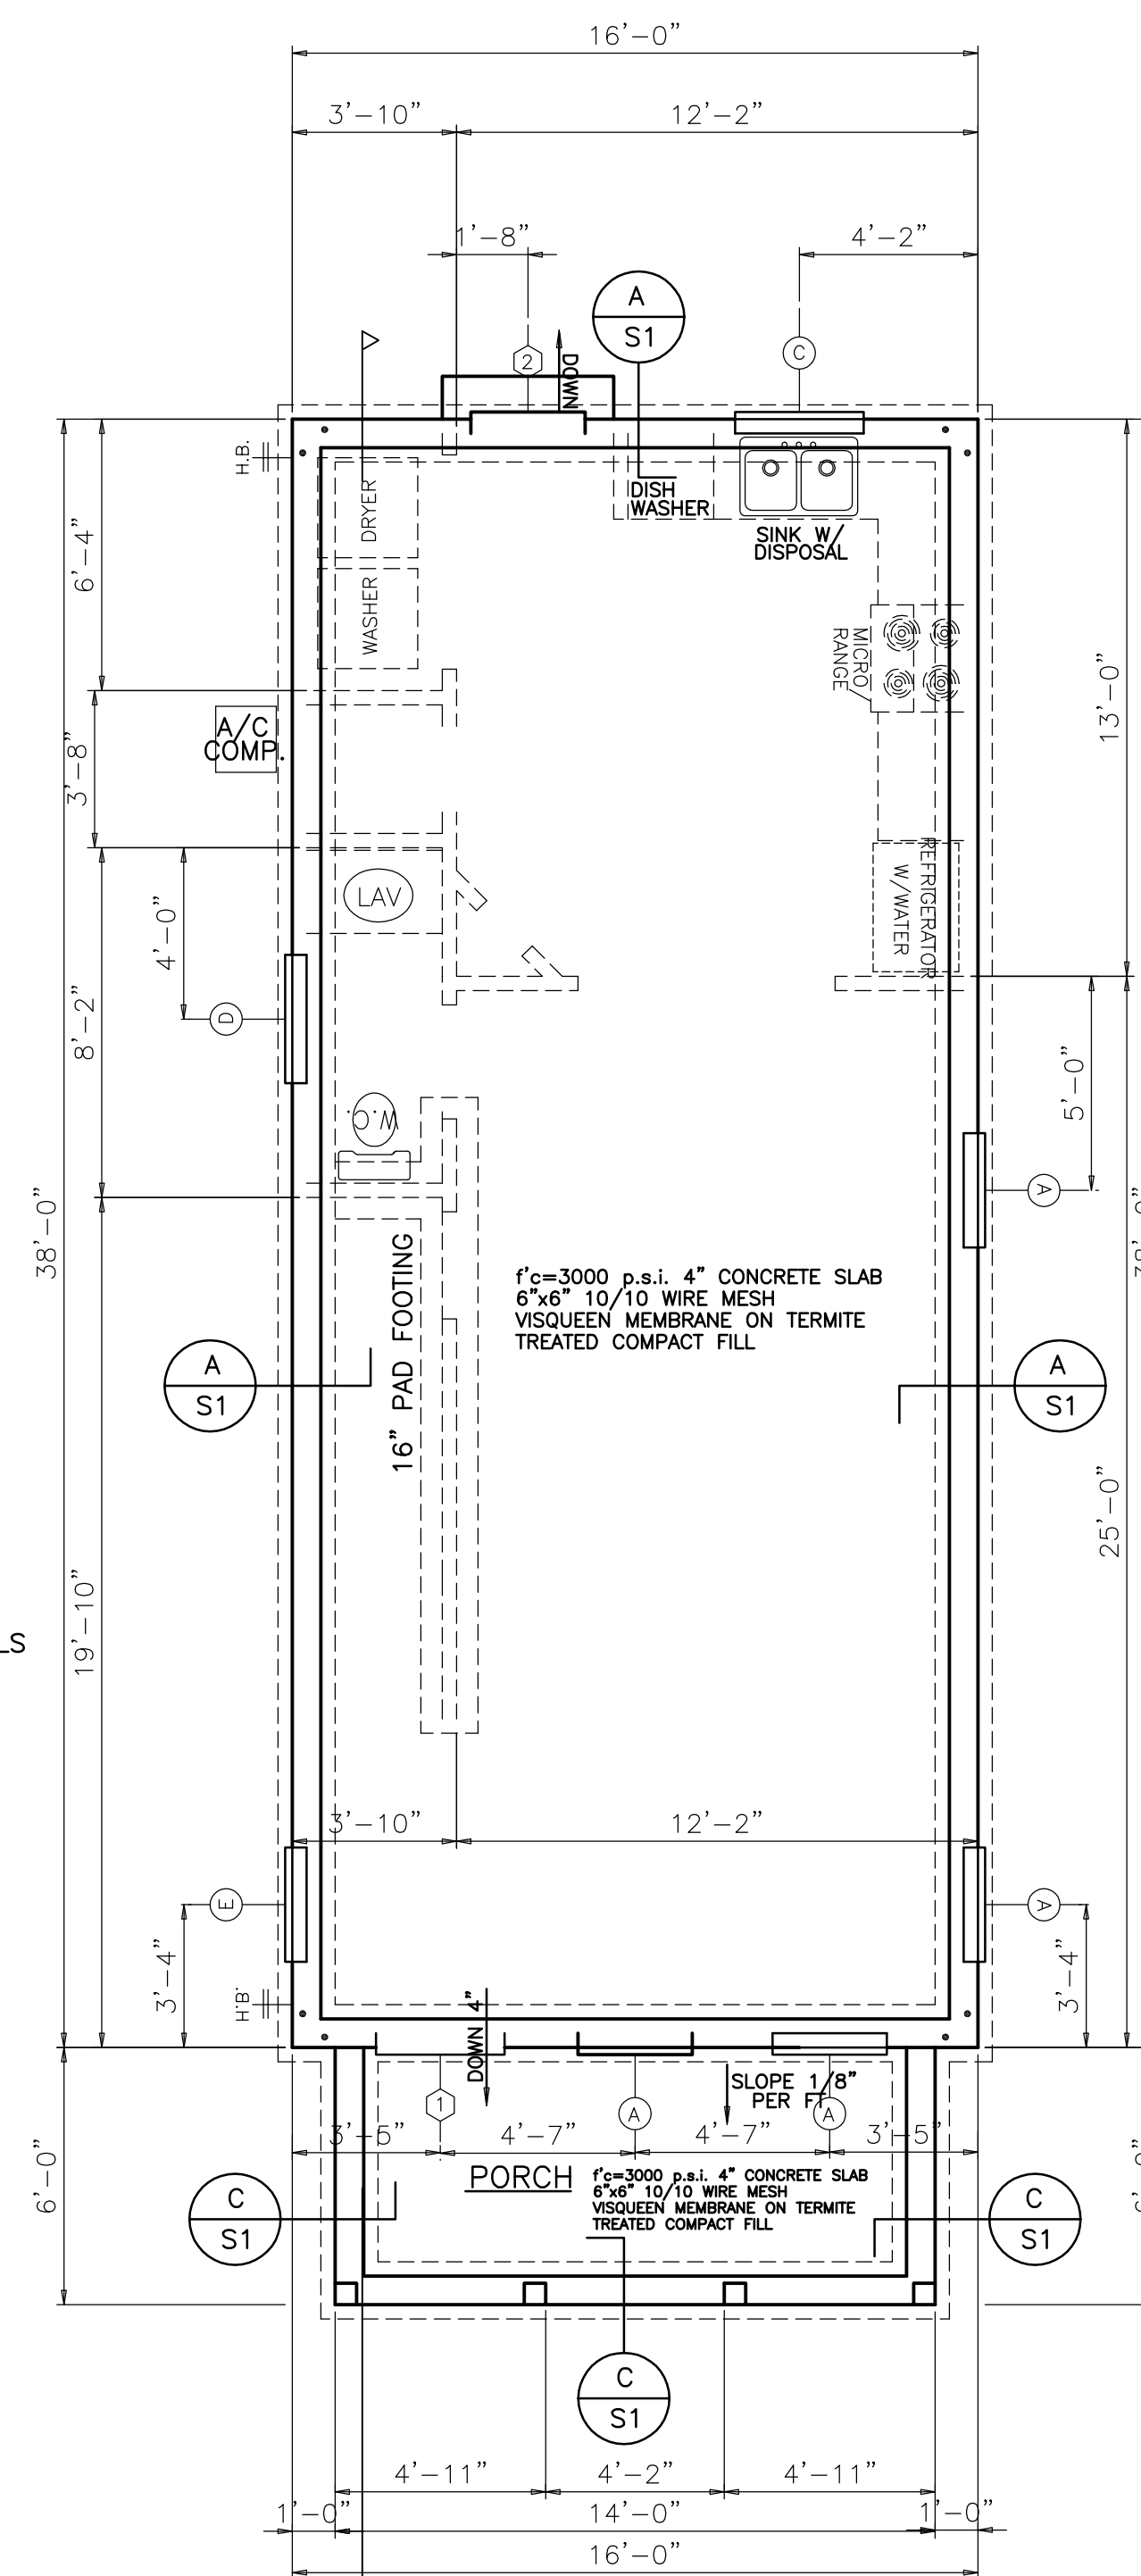 16'-0"
3'-10"
12'-2"
1'-8"
4'-2"
A
S1
2
DOWN
C
H.B.
DRYER
WASHER
DISH
WASHER
SINK W/
DISPOSAL
6'-4"
MICRO
RANGE
13'-0"
A/C
COMP.
3'-8"
LAV
REFRIGERATOR
W/WATER
4'-0"
D
8'-2"
5'-0"
W.C.
A
38'-0"
16" PAD FOOTING
f'c=3000 p.s.i. 4" CONCRETE SLAB
6"x6" 10/10 WIRE MESH
VISQUEEN MEMBRANE ON TERMITE
TREATED COMPACT FILL
A
S1
A
S1
25'-0"
19'-10"
LS
3'-10"
12'-2"
E
A
3'-4"
3'-4"
H.B.
DOWN 4"
SLOPE 1/8"
PER FT
1
A
A
3'-5"
4'-7"
4'-7"
3'-5"
6'-0"
PORCH
f'c=3000 p.s.i. 4" CONCRETE SLAB
6"x6" 10/10 WIRE MESH
VISQUEEN MEMBRANE ON TERMITE
TREATED COMPACT FILL
C
S1
C
S1
C
S1
4'-11"
4'-2"
4'-11"
1'-0"
14'-0"
1'-0"
16'-0"